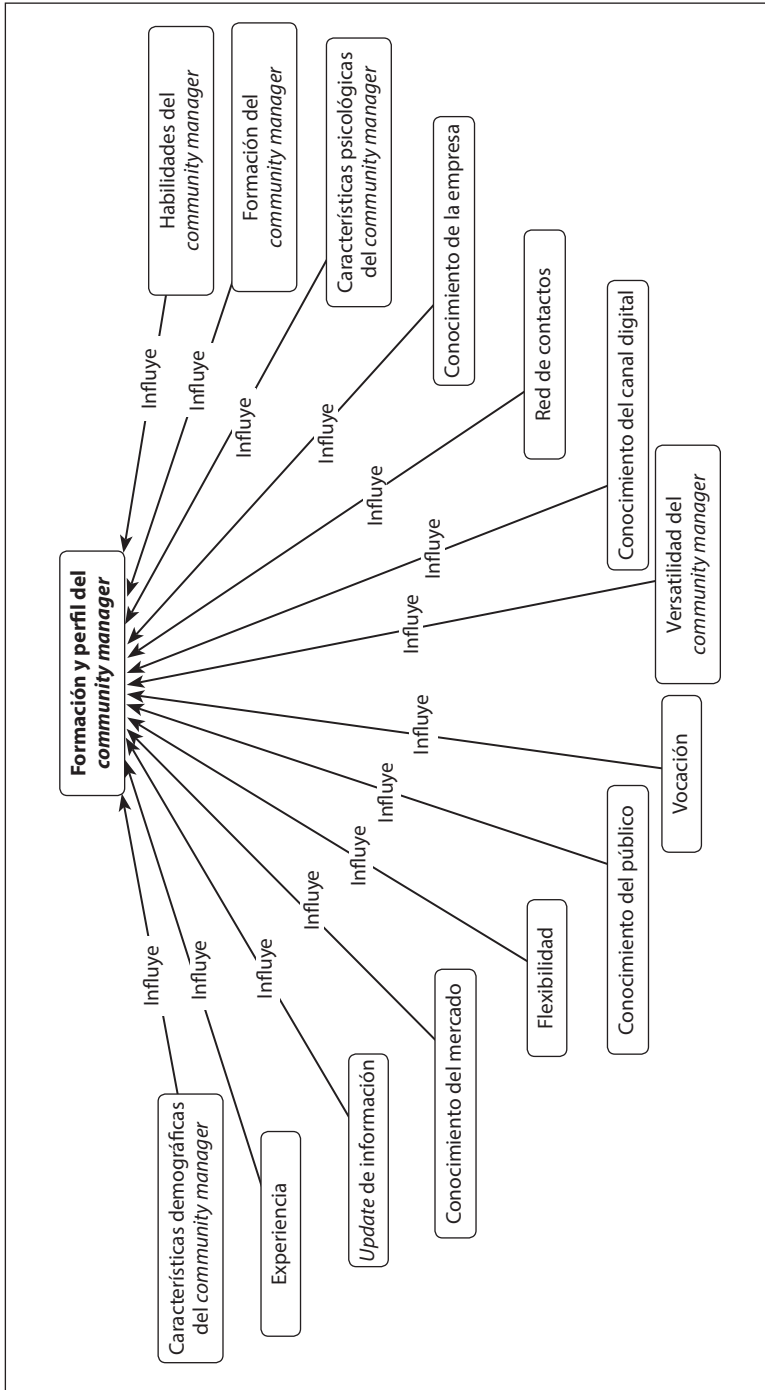 Formación y perfil del
community manager
Influye
Características demográficas
del community manager
Influye
Experiencia
Influye
Update de información
Influye
Conocimiento del mercado
Influye
Flexibilidad
Influye
Conocimiento del público
Influye
Vocación
Influye
Versatilidad del
community manager
Influye
Conocimiento del canal digital
Influye
Red de contactos
Influye
Conocimiento de la empresa
Influye
Características psicológicas
del community manager
Influye
Formación del
community manager
Influye
Habilidades del
community manager